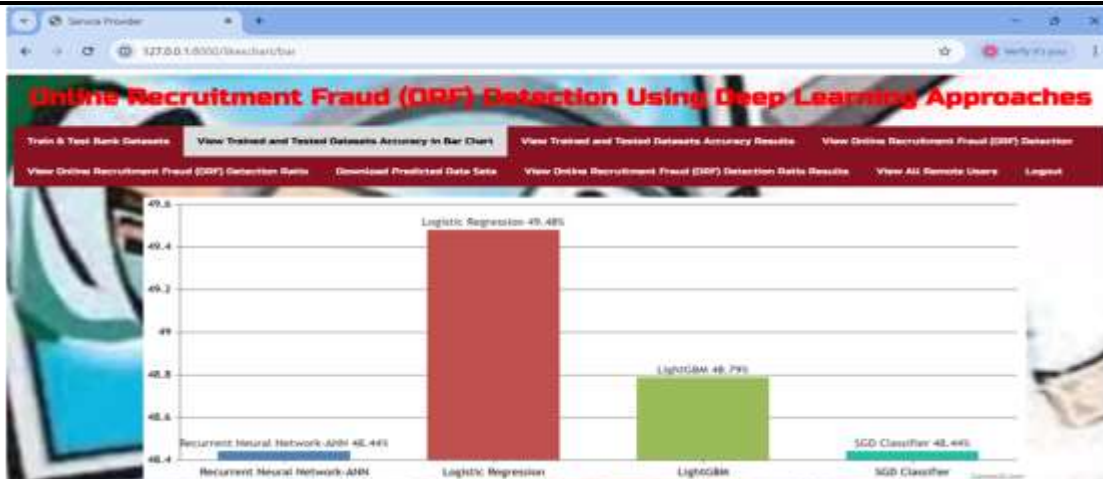 Service Provider
127.0.0.1:8000/likeschart/bar
Verify it's you
Online Recruitment Fraud (ORF) Detection Using Deep Learning Approaches
Train & Test Bank Datasets View Trained and Tested Datasets Accuracy in Bar Chart View Trained and Tested Datasets Accuracy Results View Online Recruitment Fraud (ORF) Detection
View Online Recruitment Fraud (ORF) Detection Ratio Download Predicted Data Sets View Online Recruitment Fraud (ORF) Detection Ratio Results View All Remote Users Logout
49.6
Logistic Regression 49.48%
49.4
49.2
49
48.8
LightGBM 48.79%
48.6
Recurrent Neural Network-ANN 48.44% SGD Classifier 48.44%
48.4
Recurrent Neural Network-ANN Logistic Regression LightGBM SGD Classifier